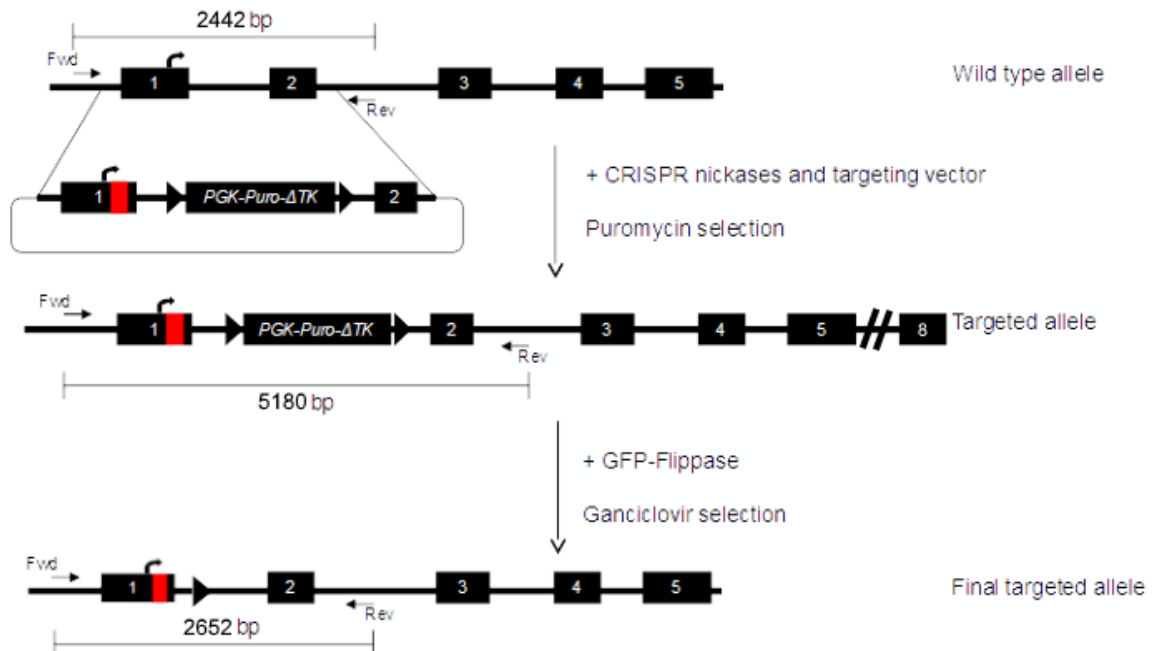 2442 bp
Fwd
1 2 3 4 5
Wild type allele
Rev
1 PGK-Puro-ΔTK 2
+ CRISPR nickases and targeting vector
Puromycin selection
Fwd
1 PGK-Puro-ΔTK 2 3 4 5 8
Targeted allele
Rev
5180 bp
+ GFP-Flippase
Ganciclovir selection
Fwd
1 2 3 4 5
Final targeted allele
Rev
2652 bp